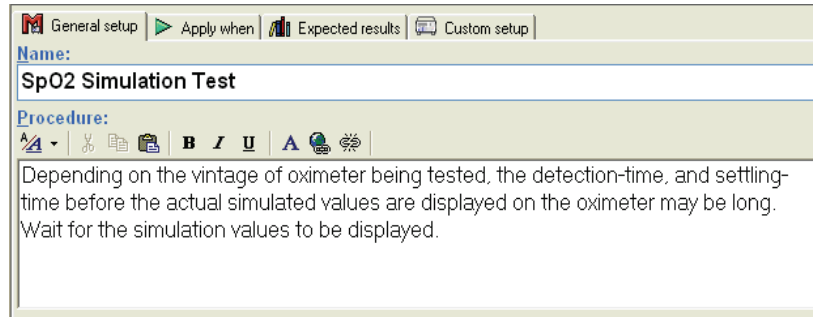 General setup Apply when Expected results Custom setup
Name:
SpO2 Simulation Test
Procedure:
A/A B I U A
Depending on the vintage of oximeter being tested, the detection-time, and settling-
time before the actual simulated values are displayed on the oximeter may be long.
Wait for the simulation values to be displayed.